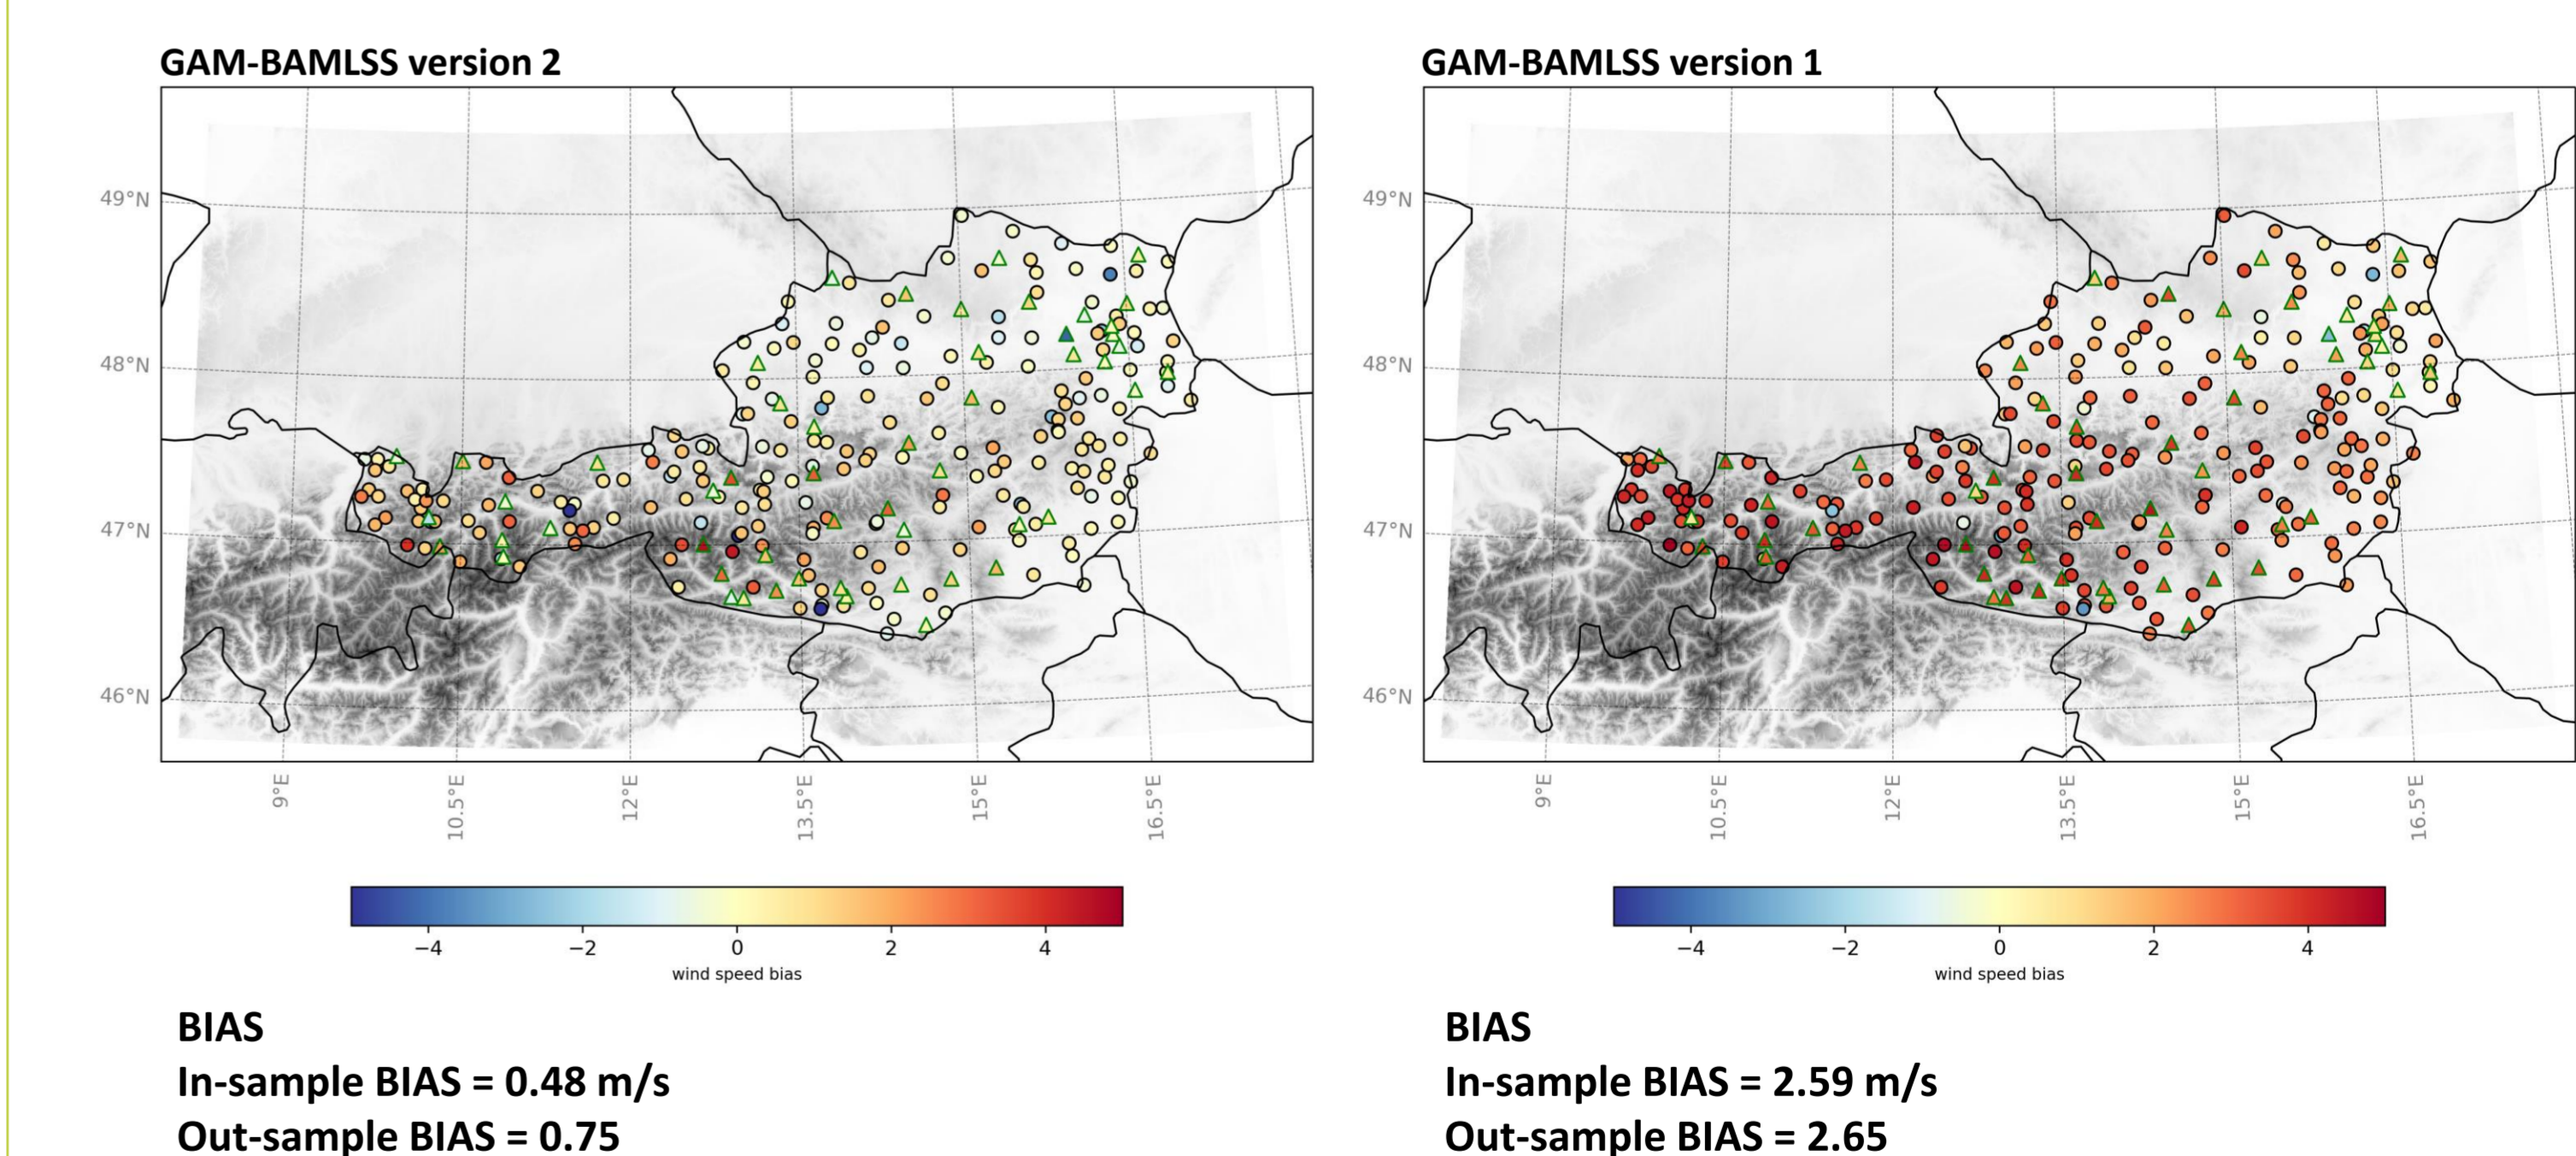 GAM-BAMLSS version 2
49°N
48°N
47°N
46°N
9°E
10.5°E
12°E
13.5°E
15°E
16.5°E
−4
−2
0
2
4
wind speed bias
BIAS
In-sample BIAS = 0.48 m/s
Out-sample BIAS = 0.75
GAM-BAMLSS version 1
49°N
48°N
47°N
46°N
9°E
10.5°E
12°E
13.5°E
15°E
16.5°E
−4
−2
0
2
4
wind speed bias
BIAS
In-sample BIAS = 2.59 m/s
Out-sample BIAS = 2.65